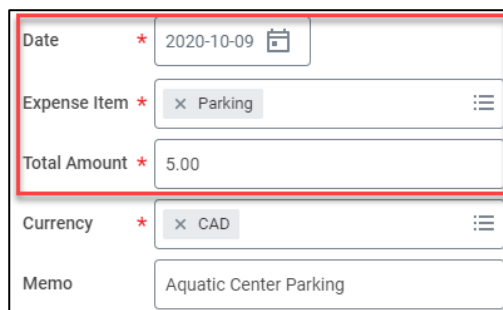 Date * 2020-10-09
Expense Item * × Parking
Total Amount * 5.00
Currency * × CAD
Memo Aquatic Center Parking